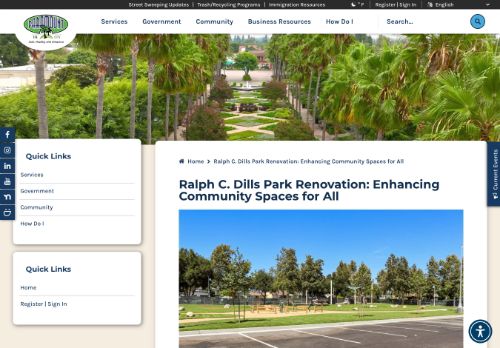 Street Sweeping Updates | Trash/Recycling Programs | Immigration Resources
° F | Register | Sign In | English
PARAMOUNT
Services Government Community Business Resources How Do I Search...
Quick Links
Services
Government
Community
How Do I
Quick Links
Home
Register | Sign In
Home > Ralph C. Dills Park Renovation: Enhancing Community Spaces for All
Ralph C. Dills Park Renovation: Enhancing
Community Spaces for All
Current Events